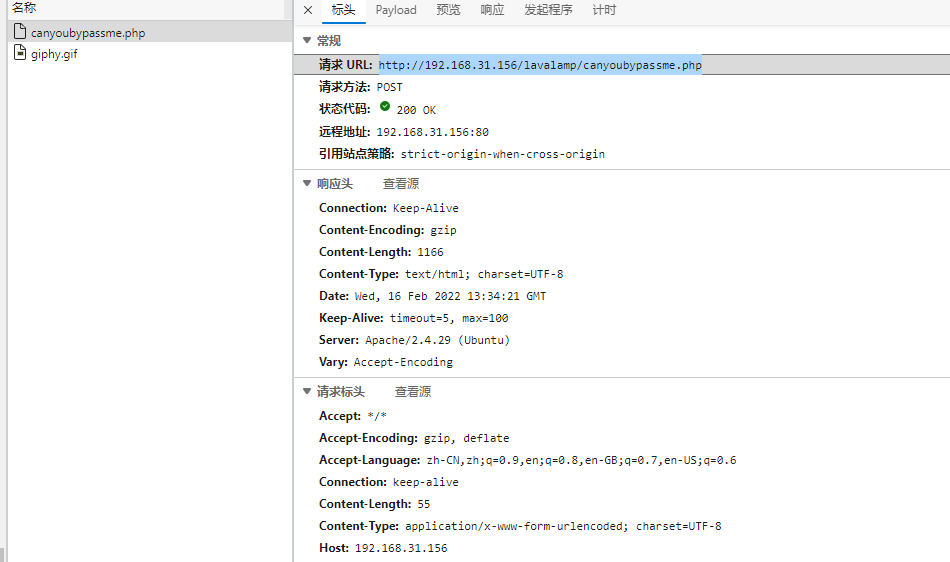 名称
canyoubypassme.php
giphy.gif
× 标头 Payload 预览 响应 发起程序 计时
▼ 常规
请求 URL: http://192.168.31.156/lavalamp/canyoubypassme.php
请求方法: POST
状态代码: 200 OK
远程地址: 192.168.31.156:80
引用站点策略: strict-origin-when-cross-origin
▼ 响应头 查看源
Connection: Keep-Alive
Content-Encoding: gzip
Content-Length: 1166
Content-Type: text/html; charset=UTF-8
Date: Wed, 16 Feb 2022 13:34:21 GMT
Keep-Alive: timeout=5, max=100
Server: Apache/2.4.29 (Ubuntu)
Vary: Accept-Encoding
▼ 请求标头 查看源
Accept: */*
Accept-Encoding: gzip, deflate
Accept-Language: zh-CN,zh;q=0.9,en;q=0.8,en-GB;q=0.7,en-US;q=0.6
Connection: keep-alive
Content-Length: 55
Content-Type: application/x-www-form-urlencoded; charset=UTF-8
Host: 192.168.31.156